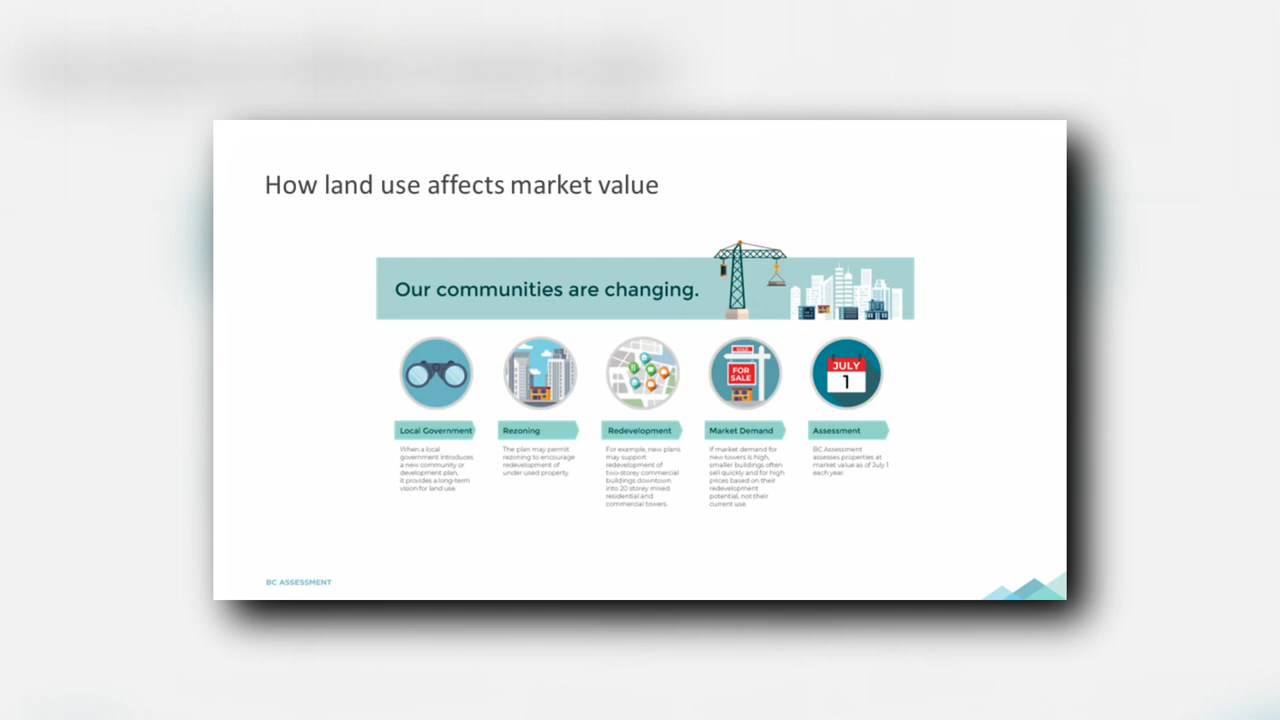 How land use affects market value
Our communities are changing.
SOLD
FOR
SALE
JULY
1
Local Government
When a local
government introduces
a new community or
development plan,
it provides a long-term
vision for land use.
Rezoning
The plan may permit
rezoning to encourage
redevelopment of
under used property.
Redevelopment
For example, new plans
may support
redevelopment of
two-storey commercial
buildings downtown
into 20 storey mixed
residential and
commercial towers.
Market Demand
If market demand for
new towers is high,
smaller buildings often
sell quickly and for high
prices based on their
redevelopment
potential, not their
current use.
Assessment
BC Assessment
assesses properties at
market value as of July 1
each year.
BC ASSESSMENT